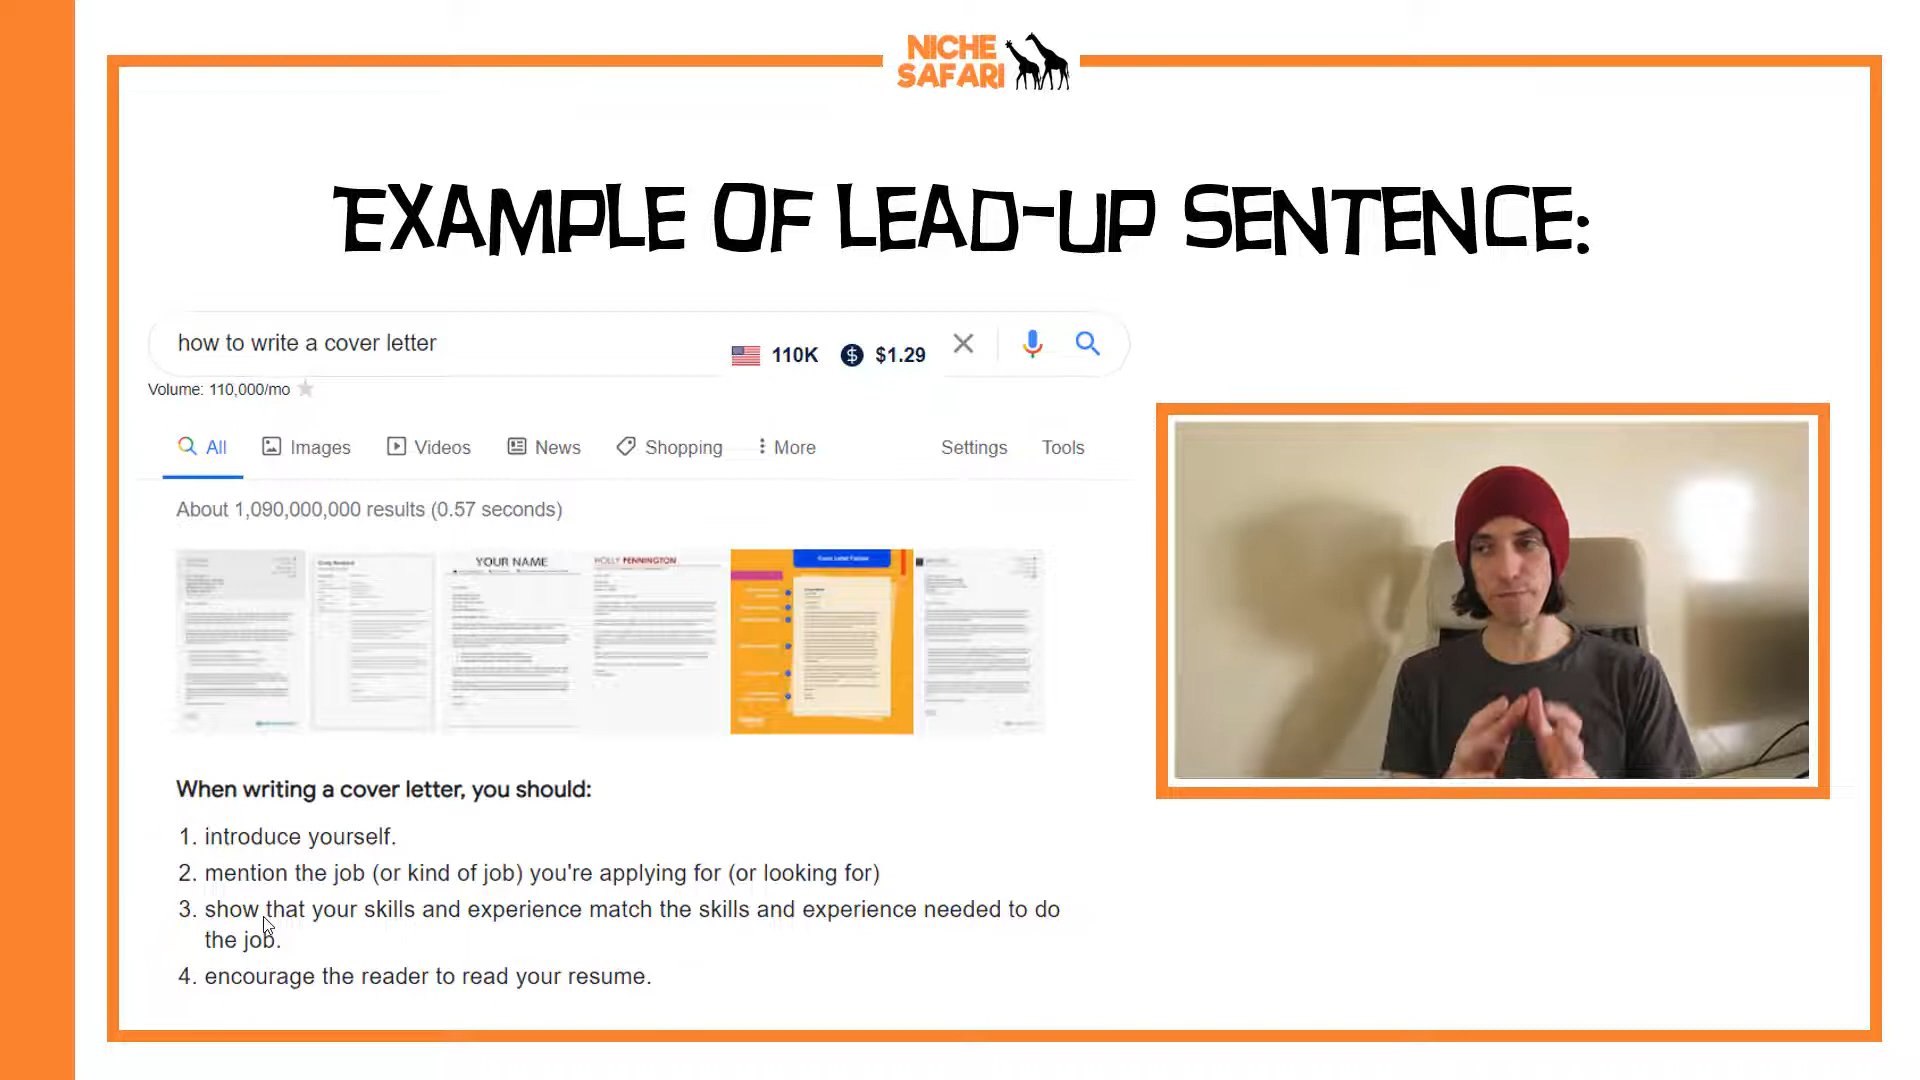 NICHE
SAFARI
EXAMPLE OF LEAD-UP SENTENCE:
how to write a cover letter
110K $1.29
Volume: 110,000/mo
All Images Videos News Shopping More Settings Tools
About 1,090,000,000 results (0.57 seconds)
YOUR NAME
HOLLY PENNINGTON
When writing a cover letter, you should:
1. introduce yourself.
2. mention the job (or kind of job) you're applying for (or looking for)
3. show that your skills and experience match the skills and experience needed to do
the job.
4. encourage the reader to read your resume.